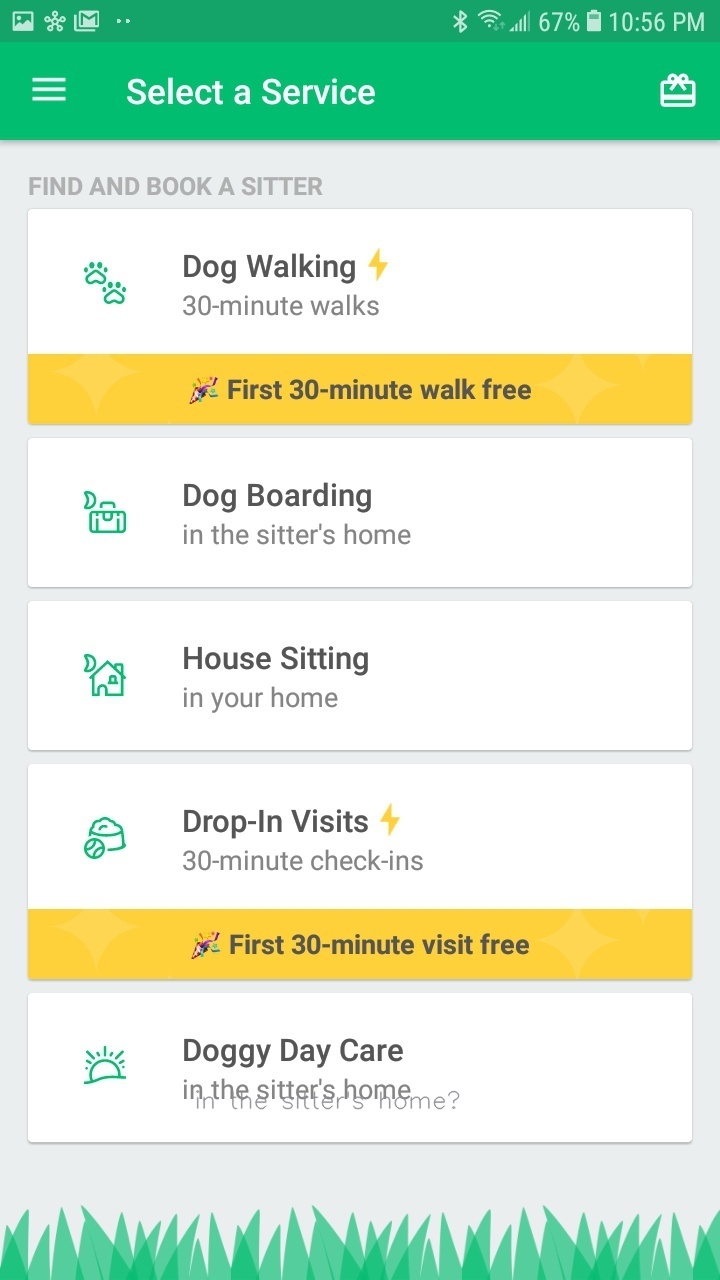 67% 10:56 PM
Select a Service
FIND AND BOOK A SITTER
Dog Walking
30-minute walks
First 30-minute walk free
Dog Boarding
in the sitter's home
House Sitting
in your home
Drop-In Visits
30-minute check-ins
First 30-minute visit free
Doggy Day Care
in the sitter's home
in the sitter's home?